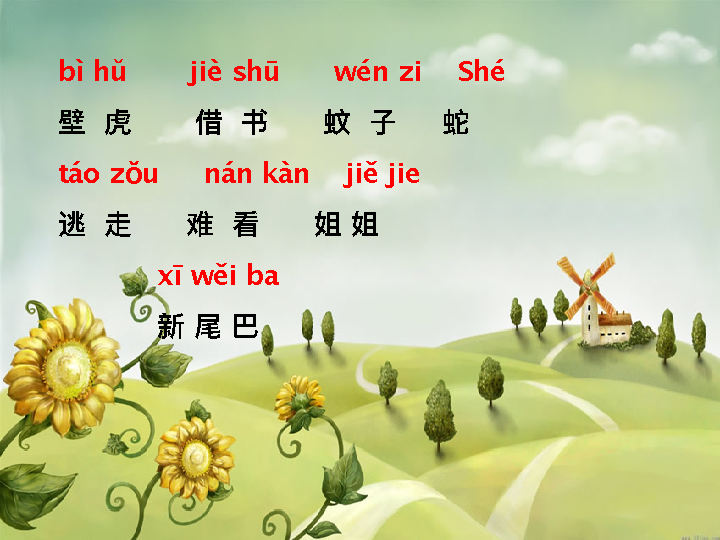 bì hǔ jiè shū wén zi Shé
壁 虎 借 书 蚊 子 蛇
táo zǒu nán kàn jiě jie
逃 走 难 看 姐 姐
xī wěi ba
新 尾 巴